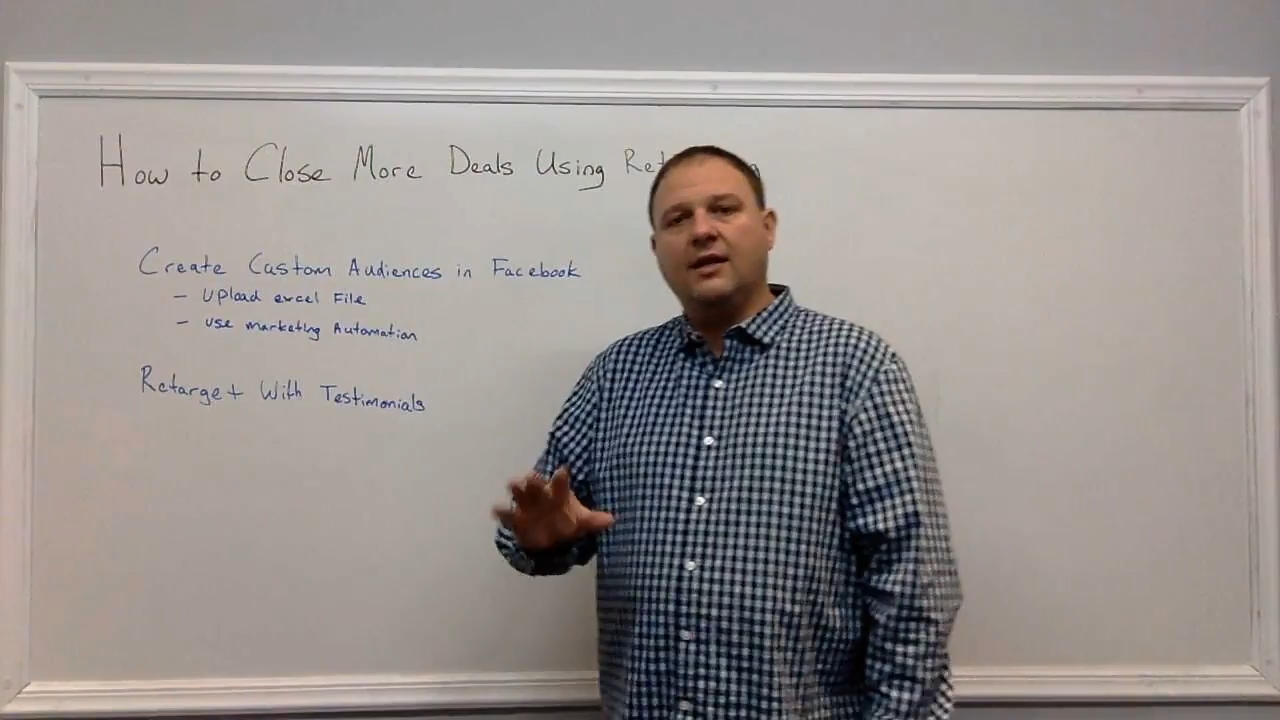 How to Close More Deals Using
Create Custom Audiences in Facebook
- Upload excel File
- use marketing Automation
Retarget With Testimonials